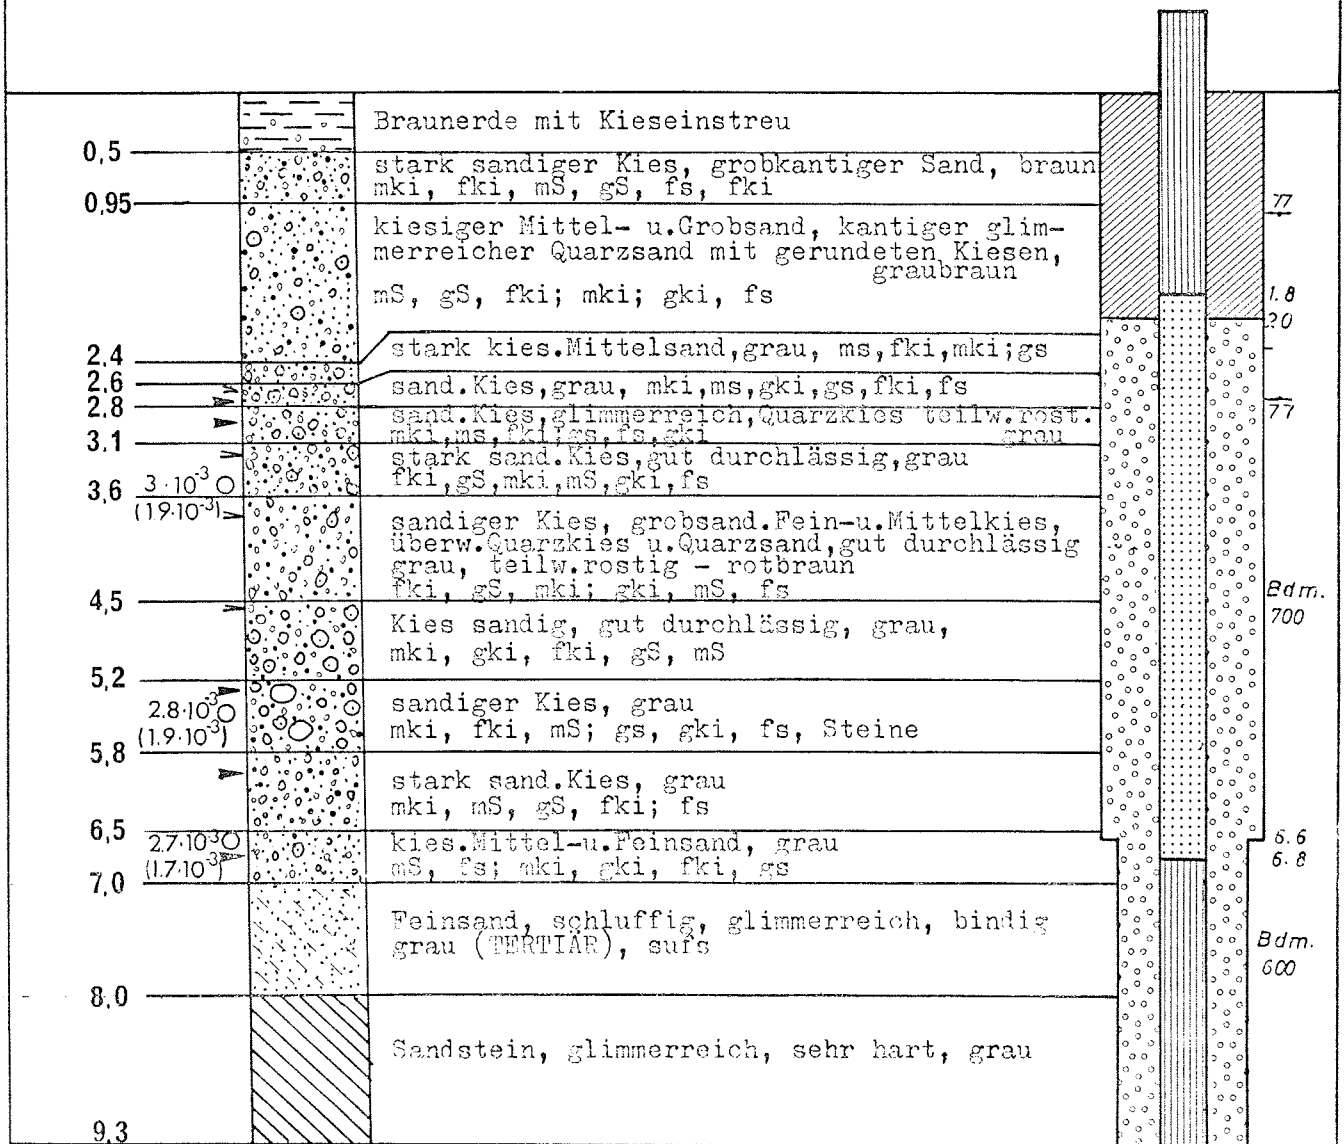 Braunerde mit Kieseinstreu
0,5
stark sandiger Kies, grobkantiger Sand, braun
mki, fki, mS, gS, fs, fki
0,95
77
kiesiger Mittel- u.Grobsand, kantiger glim-
merreicher Quarzsand mit gerundeten Kiesen,
graubraun
mS, gS, fki; mki; gki, fs
1.8
20
2.4
stark kies.Mittelsand,grau, ms,fki,mki;gs
2.6
sand.Kies,grau, mki,ms,gki,gs,fki,fs
2.8
77
sand.Kies,glimmerreich,Quarzkies teilw.rost.
mki,ms,fki;gs,fs,gki grau
3.1
stark sand.Kies,gut durchlässig,grau
fki,gS,mki,mS,gki,fs
3,6 3·10⁻³
(1.9·10⁻³)
sandiger Kies, grobsand.Fein-u.Mittelkies,
überw.Quarzkies u.Quarzsand,gut durchlässig
grau, teilw.rostig - rotbraun
fki, gS, mki; gki, mS, fs
4,5
Bdm.
700
Kies sandig, gut durchlässig, grau,
mki, gki, fki, gS, mS
5,2
2.8·10⁻³
(1.9·10⁻³)
sandiger Kies, grau
mki, fki, mS; gs, gki, fs, Steine
5,8
stark sand.Kies, grau
mki, mS, gS, fki; fs
6,5
6.6
6.8
2.7·10⁻³
(1.7·10⁻³)
kies.Mittel-u.Feinsand, grau
mS, fs; mki, gki, fki, gs
7,0
Feinsand, schluffig, glimmerreich, bindig
grau (TERTIÄR), sufs
Bdm.
600
8,0
Sandstein, glimmerreich, sehr hart, grau
9,3